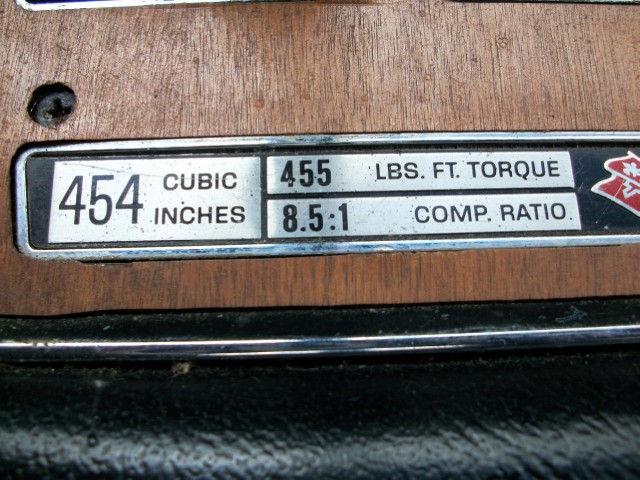 454 CUBIC INCHES
455 LBS. FT. TORQUE
8.5:1 COMP. RATIO.